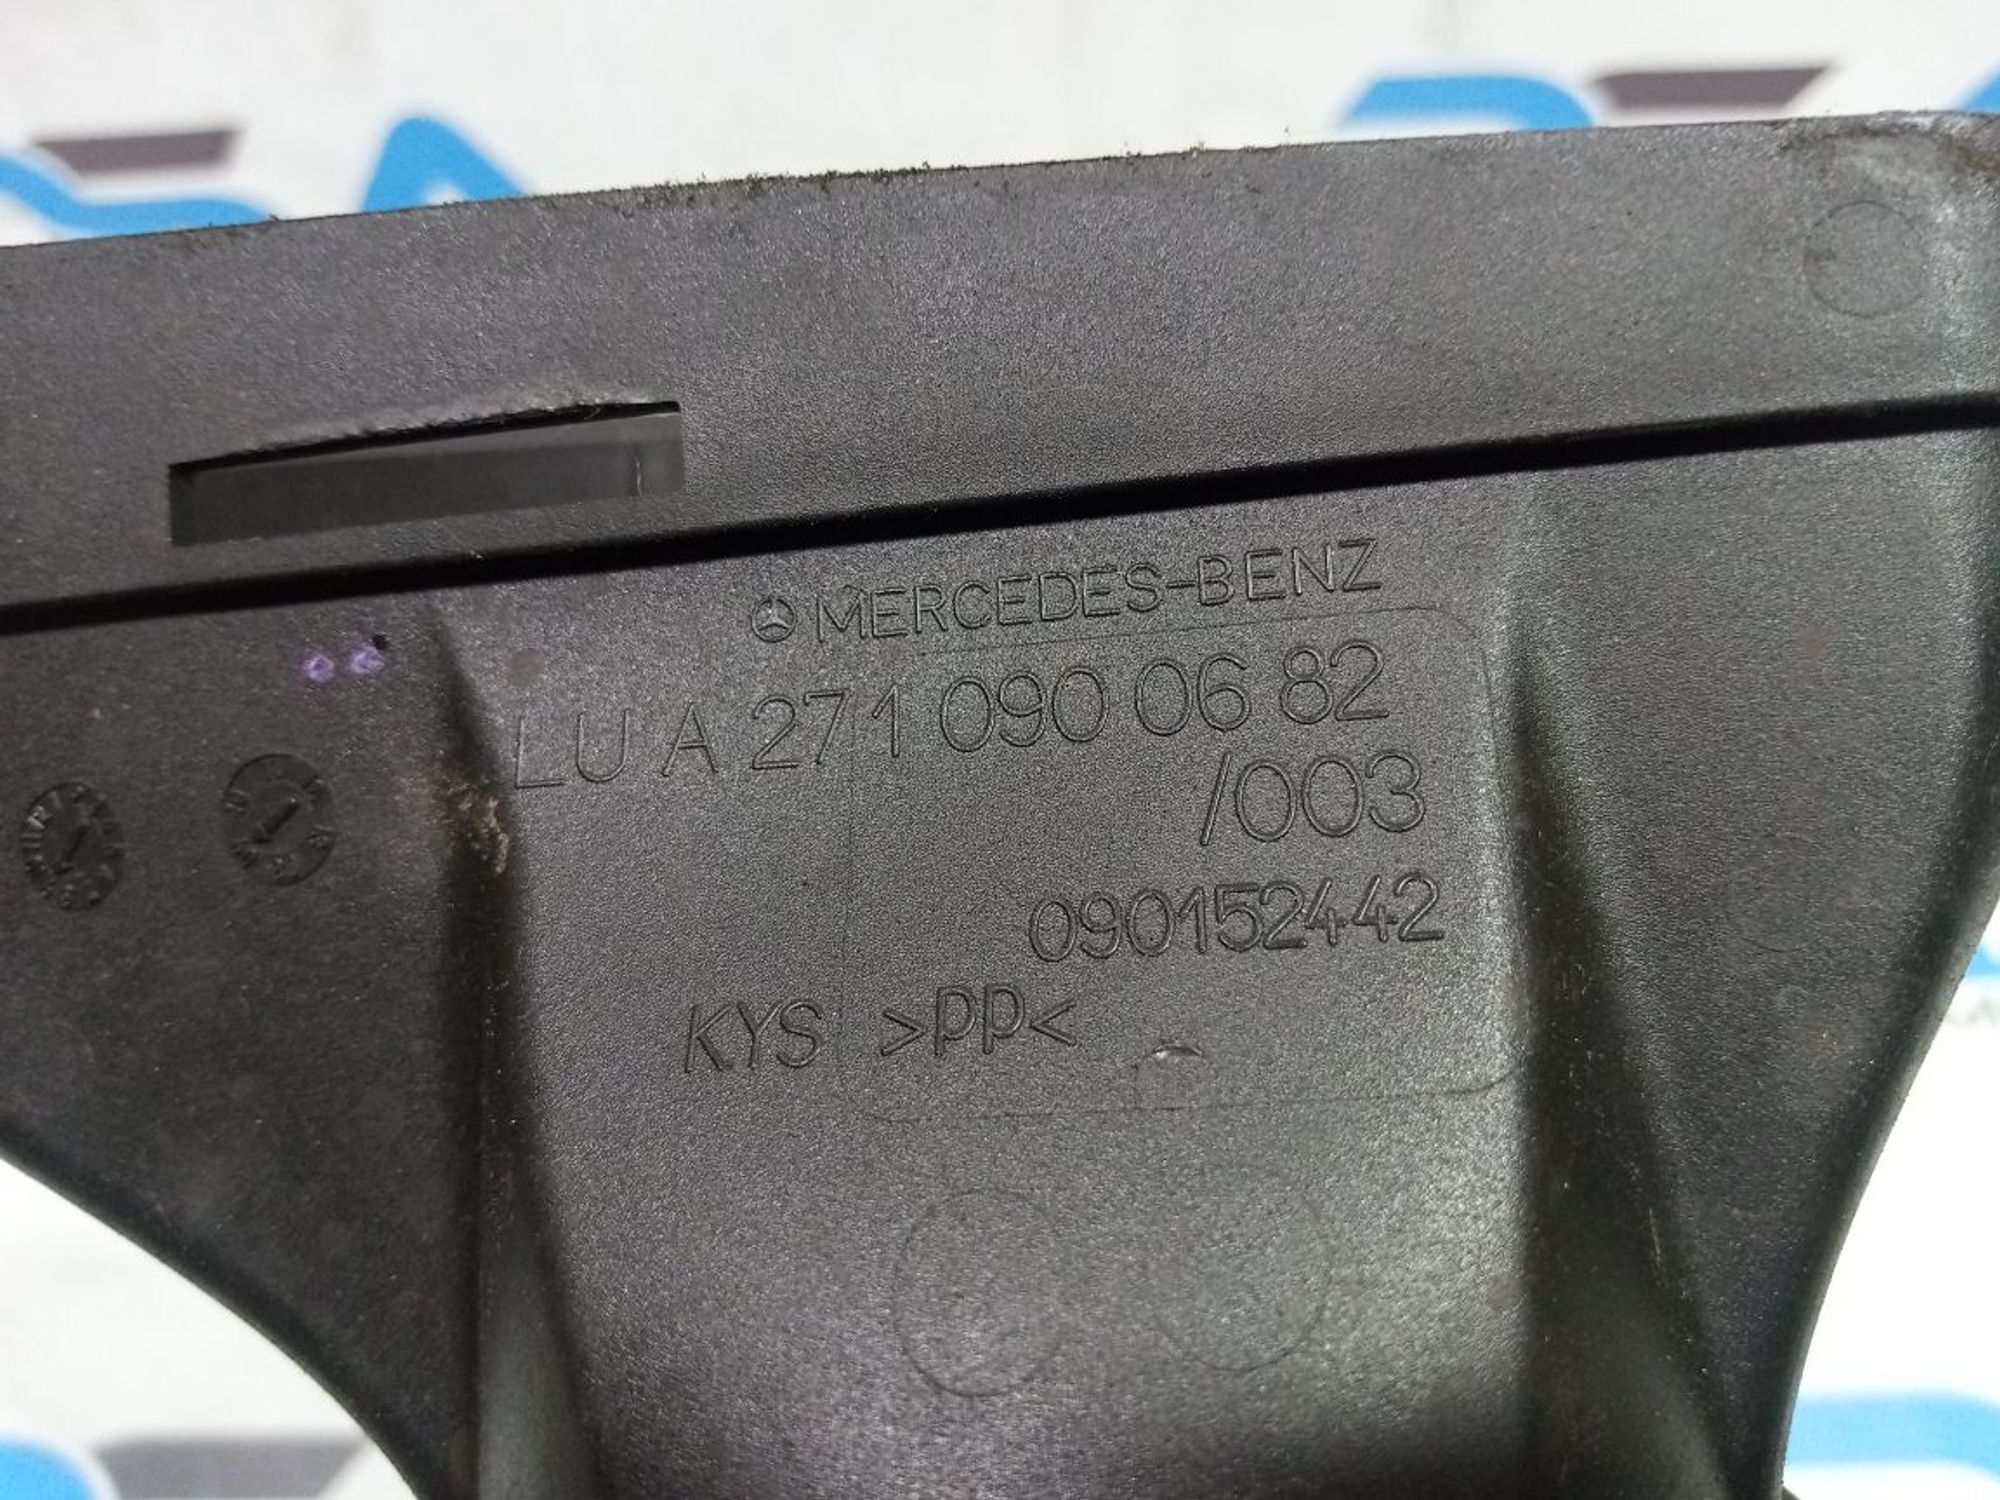 MERCEDES-BENZ
LU A 271 090 06 82
/003
090152442
KYS >PP<